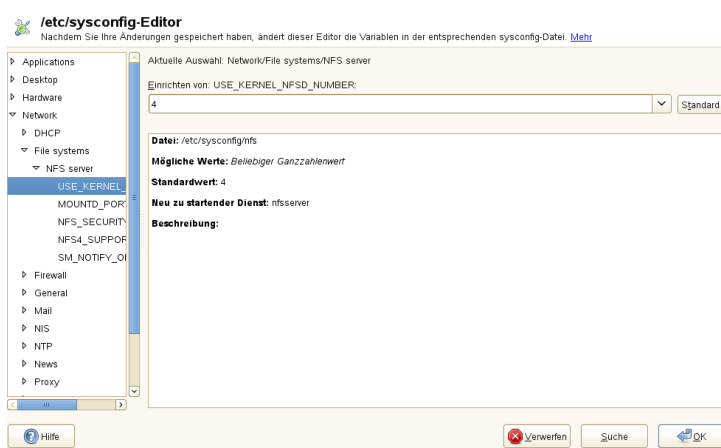 /etc/sysconfig-Editor
Nachdem Sie Ihre Änderungen gespeichert haben, ändert dieser Editor die Variablen in der entsprechenden sysconfig-Datei. Mehr
Applications
Desktop
Hardware
Network
DHCP
File systems
NFS server
USE_KERNEL_
MOUNTD_POR
NFS_SECURIT
NFS4_SUPPOR
SM_NOTIFY_O
Firewall
General
Mail
NIS
NTP
News
Proxy
Aktuelle Auswahl: Network/File systems/NFS server
Einrichten von: USE_KERNEL_NFSD_NUMBER:
4
Standard
Datei: /etc/sysconfig/nfs
Mögliche Werte: Beliebiger Ganzzahlenwert
Standardwert: 4
Neu zu startender Dienst: nfsserver
Beschreibung:
Hilfe
Verwerfen
Suche
OK